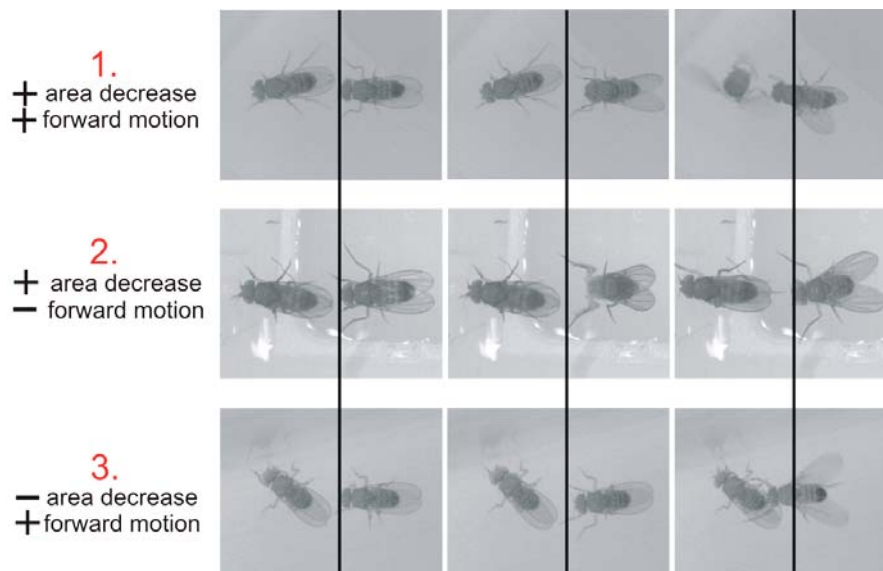 1.
+ area decrease
+ forward motion
2.
+ area decrease
− forward motion
3.
− area decrease
+ forward motion